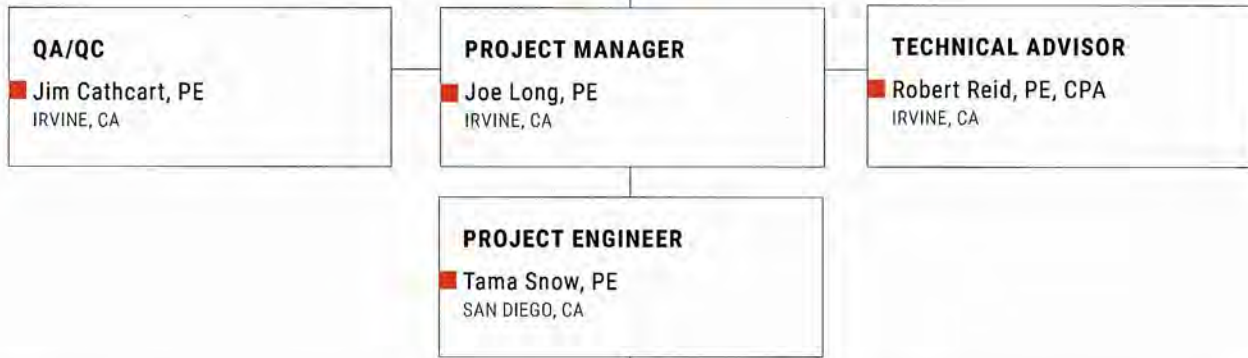 QA/QC
Jim Cathcart, PE
IRVINE, CA
PROJECT MANAGER
Joe Long, PE
IRVINE, CA
TECHNICAL ADVISOR
Robert Reid, PE, CPA
IRVINE, CA
PROJECT ENGINEER
Tama Snow, PE
SAN DIEGO, CA